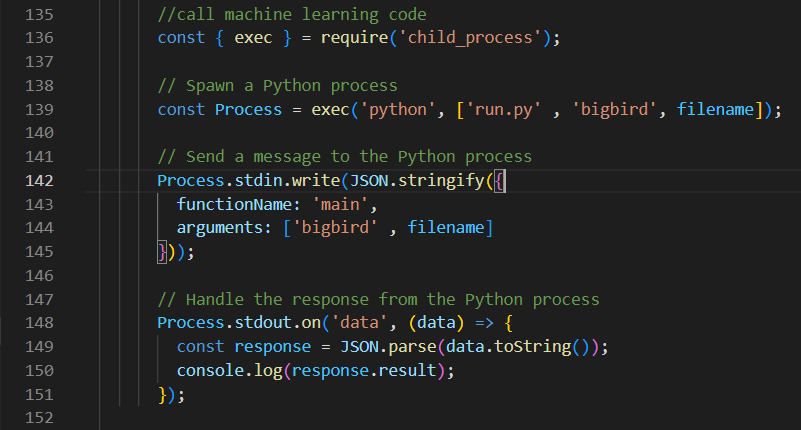 135 //call machine learning code
136 const { exec } = require('child_process');
137
138 // Spawn a Python process
139 const Process = exec('python', ['run.py' , 'bigbird', filename]);
140
141 // Send a message to the Python process
142 Process.stdin.write(JSON.stringify({
143 functionName: 'main',
144 arguments: ['bigbird' , filename]
145 }));
146
147 // Handle the response from the Python process
148 Process.stdout.on('data', (data) => {
149 const response = JSON.parse(data.toString());
150 console.log(response.result);
151 });
152